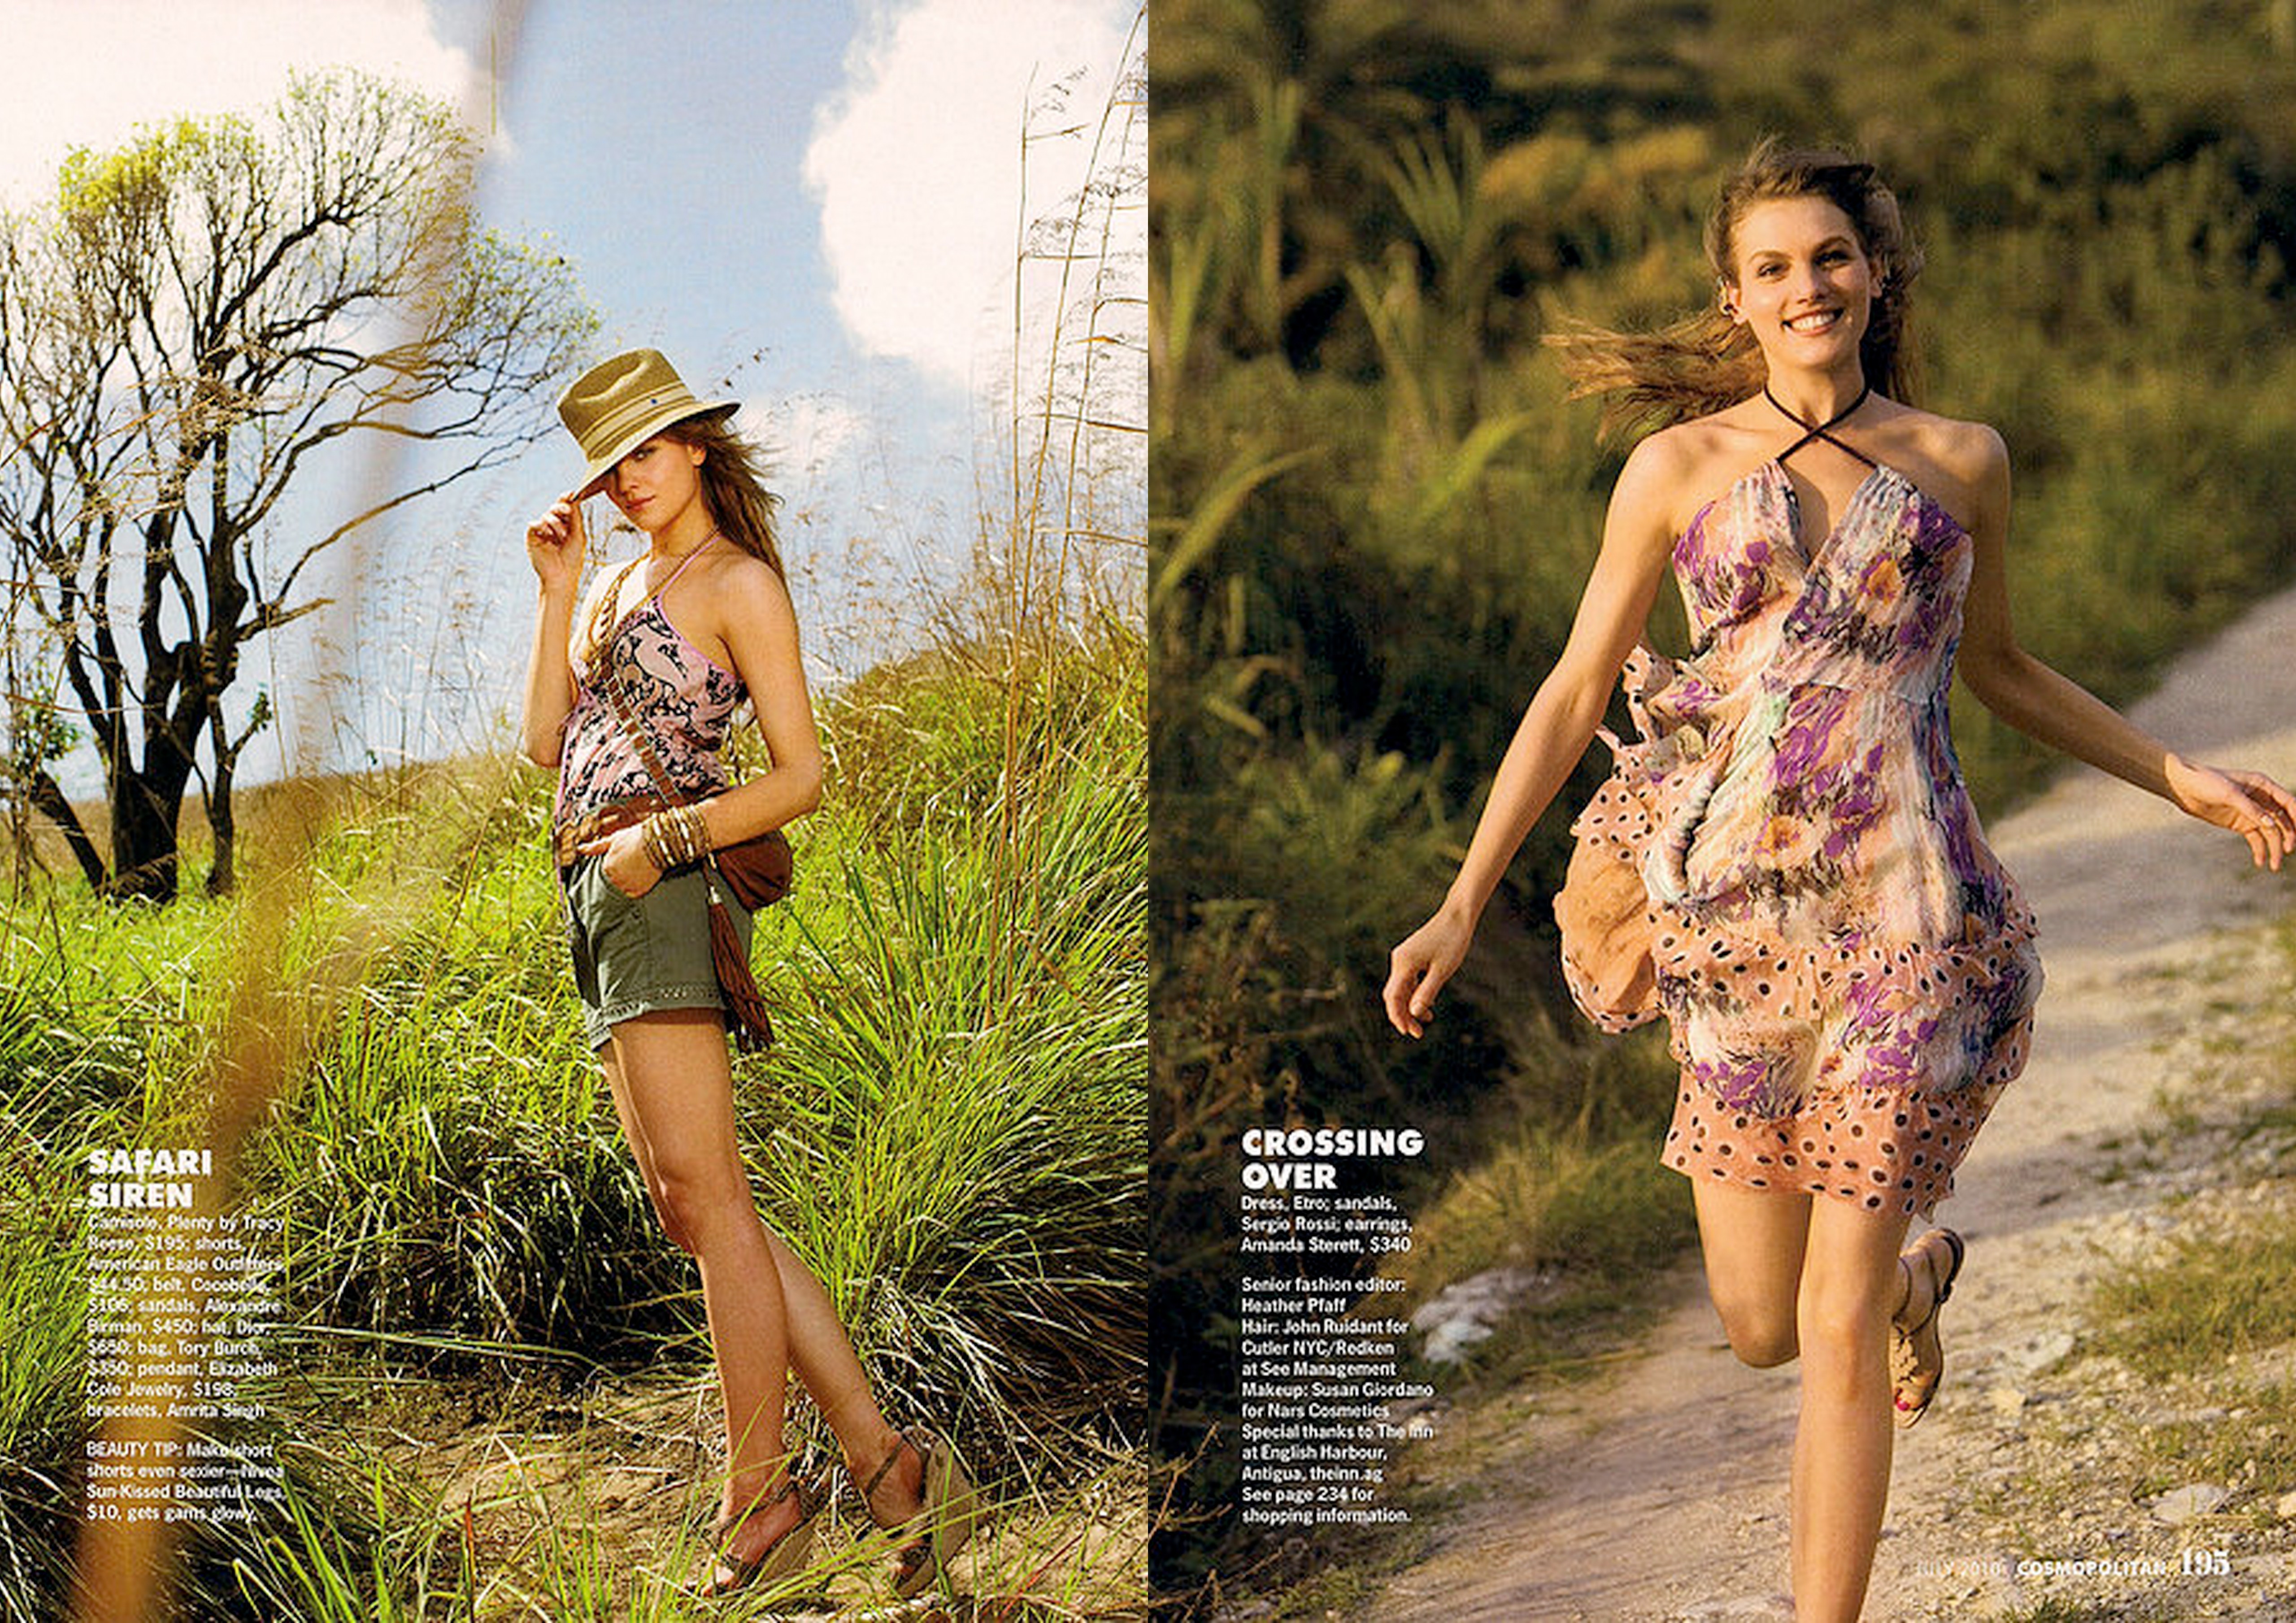 SAFARI
SIREN
Camisole, Plenty by Tracy
Reese, $195; shorts,
American Eagle Outfitters,
$44.50; belt, Cocobelle,
$106; sandals, Alexandre
Birman, $450; hat, Dior,
$650; bag, Tory Burch,
$350; pendant, Elizabeth
Cole Jewelry, $198;
bracelets, Amrita Singh
BEAUTY TIP: Make short
shorts even sexier—Nivea
Sun-Kissed Beautiful Legs,
$10, gets gams glowy.
CROSSING
OVER
Dress, Etro; sandals,
Sergio Rossi; earrings,
Amanda Sterett, $340
Senior fashion editor:
Heather Pfaff
Hair: John Ruidant for
Cutler NYC/Redken
at See Management
Makeup: Susan Giordano
for Nars Cosmetics
Special thanks to The Inn
at English Harbour,
Antigua, theinn.ag
See page 234 for
shopping information.
JULY 2010 COSMOPOLITAN 195